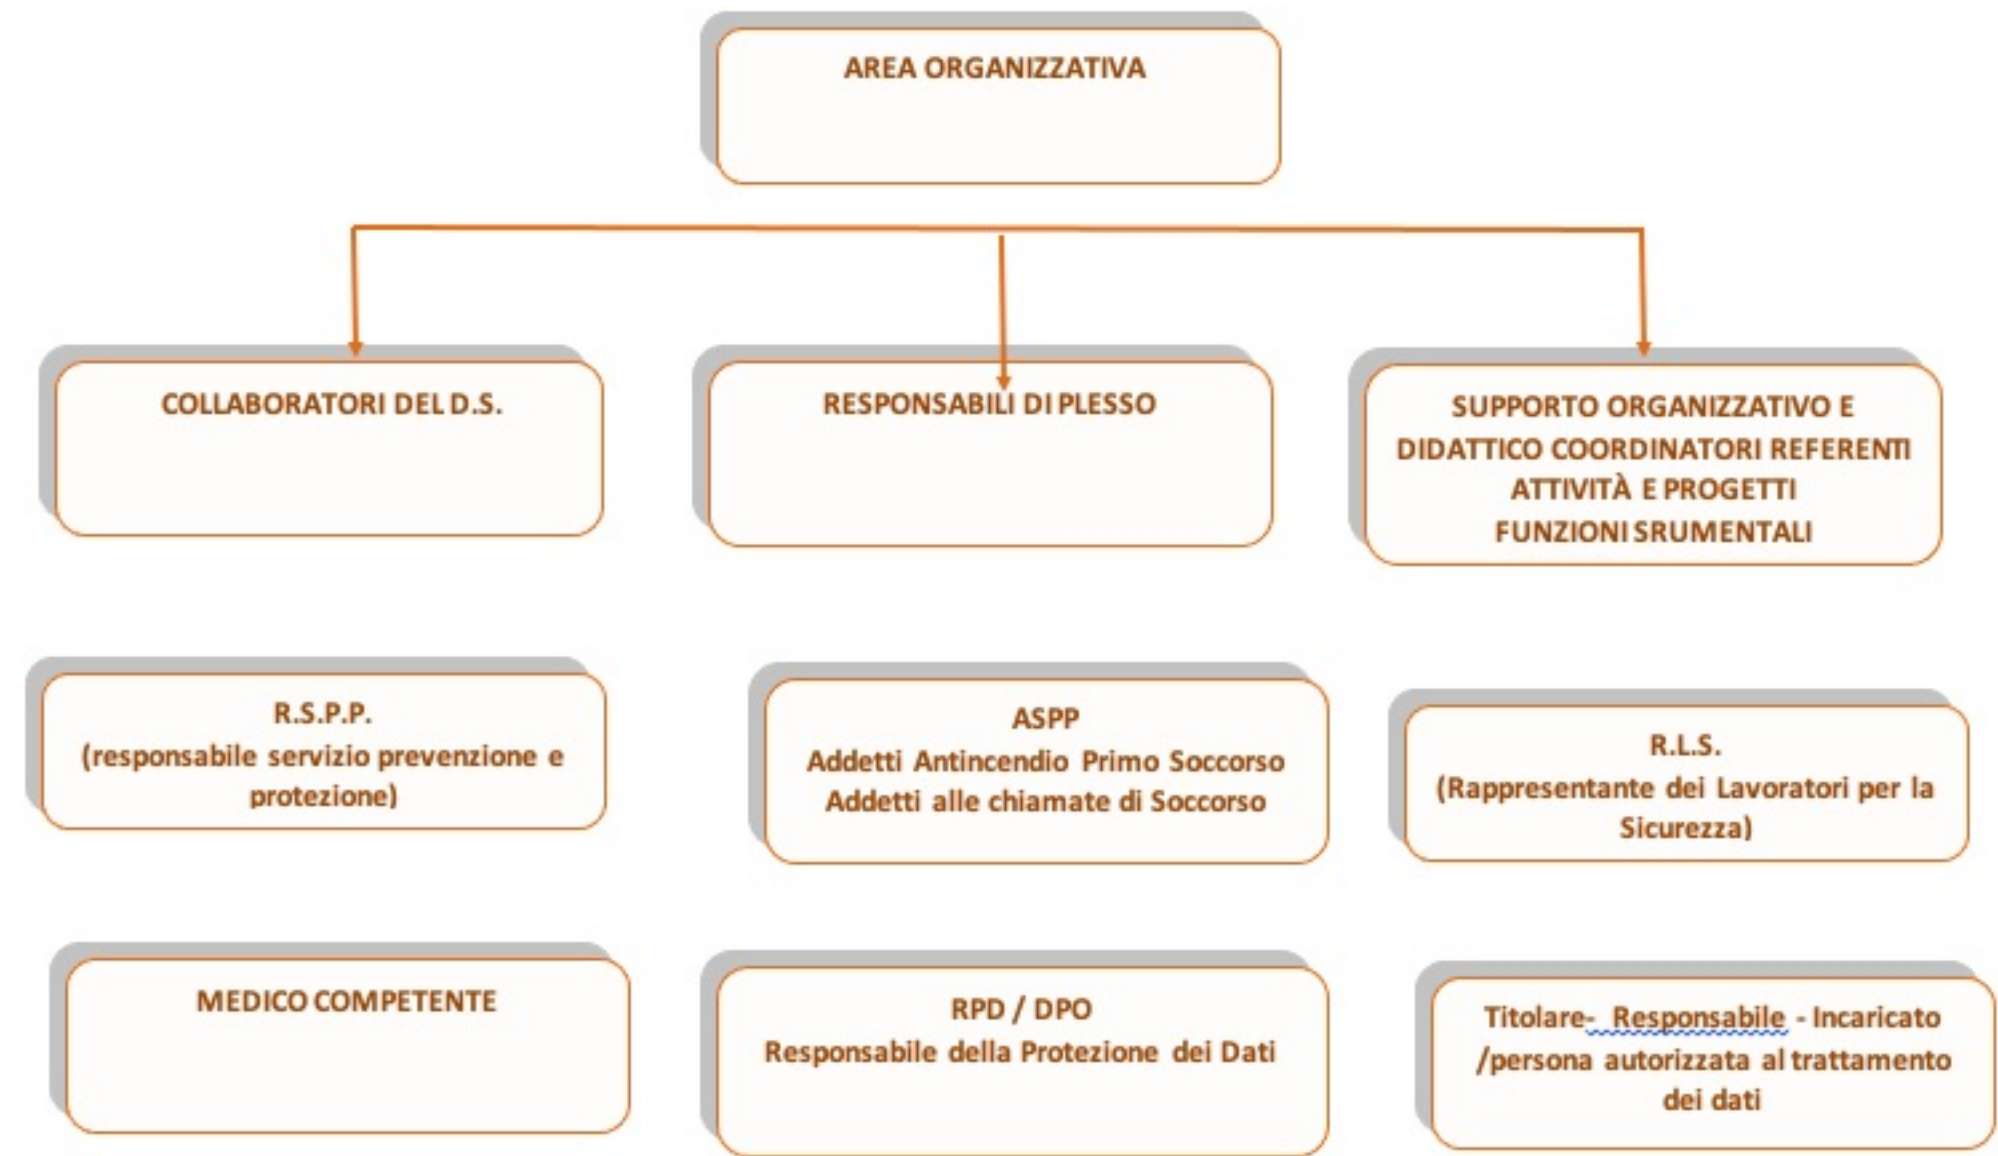 AREA ORGANIZZATIVA
COLLABORATORI DEL D.S.
RESPONSABILI DI PLESSO
SUPPORTO ORGANIZZATIVO E
DIDATTICO COORDINATORI REFERENTI
ATTIVITÀ E PROGETTI
FUNZIONI SRUMENTALI
R.S.P.P.
(responsabile servizio prevenzione e
protezione)
ASPP
Addetti Antincendio Primo Soccorso
Addetti alle chiamate di Soccorso
R.L.S.
(Rappresentante dei Lavoratori per la
Sicurezza)
MEDICO COMPETENTE
RPD / DPO
Responsabile della Protezione dei Dati
Titolare- Responsabile - Incaricato
/persona autorizzata al trattamento
dei dati